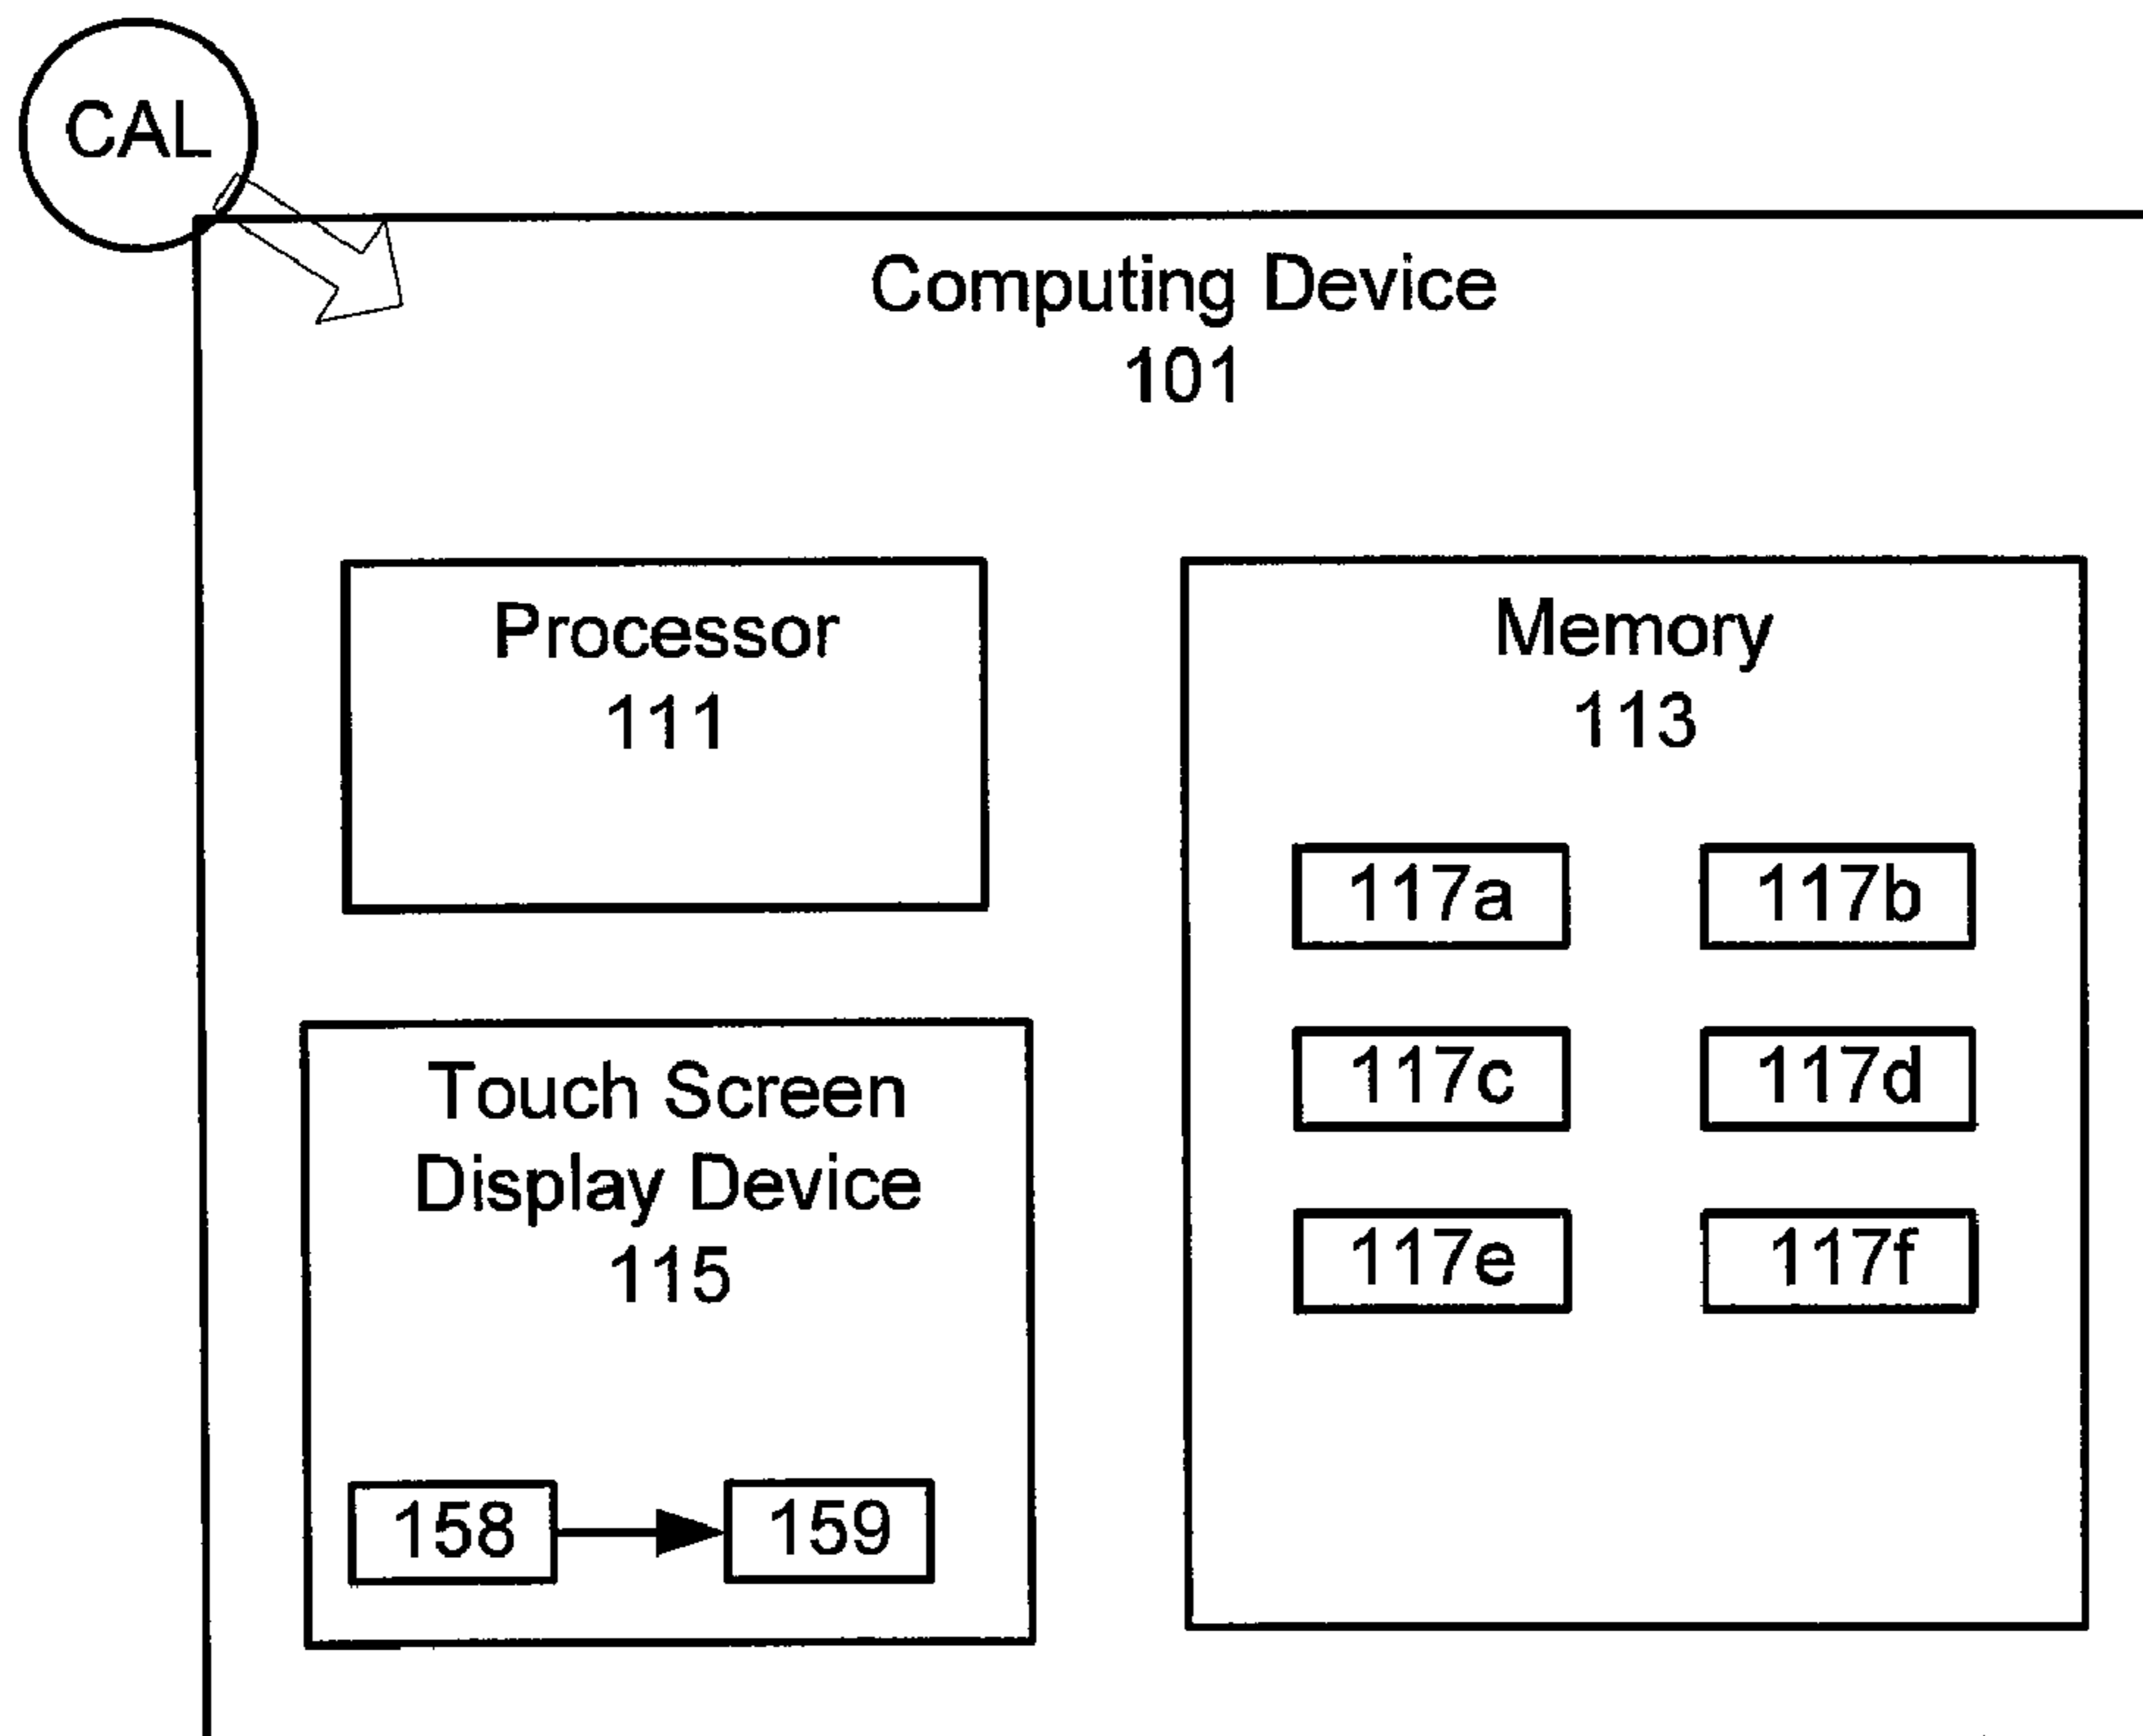 CAL
Computing Device
101
Processor
111
Memory
113
117a
117b
117c
117d
117e
117f
Touch Screen
Display Device
115
158
159